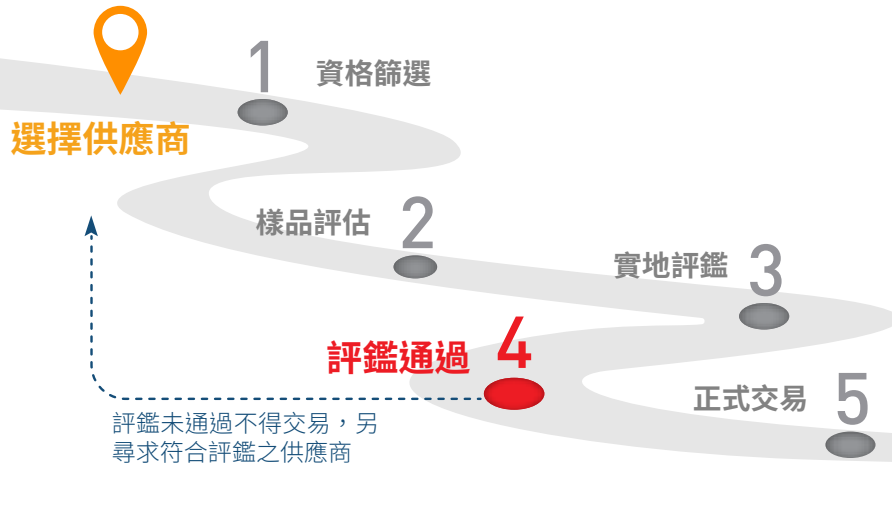 1 資格篩選
選擇供應商
樣品評估 2
實地評鑑 3
評鑑通過 4
正式交易 5
評鑑未通過不得交易，另
尋求符合評鑑之供應商